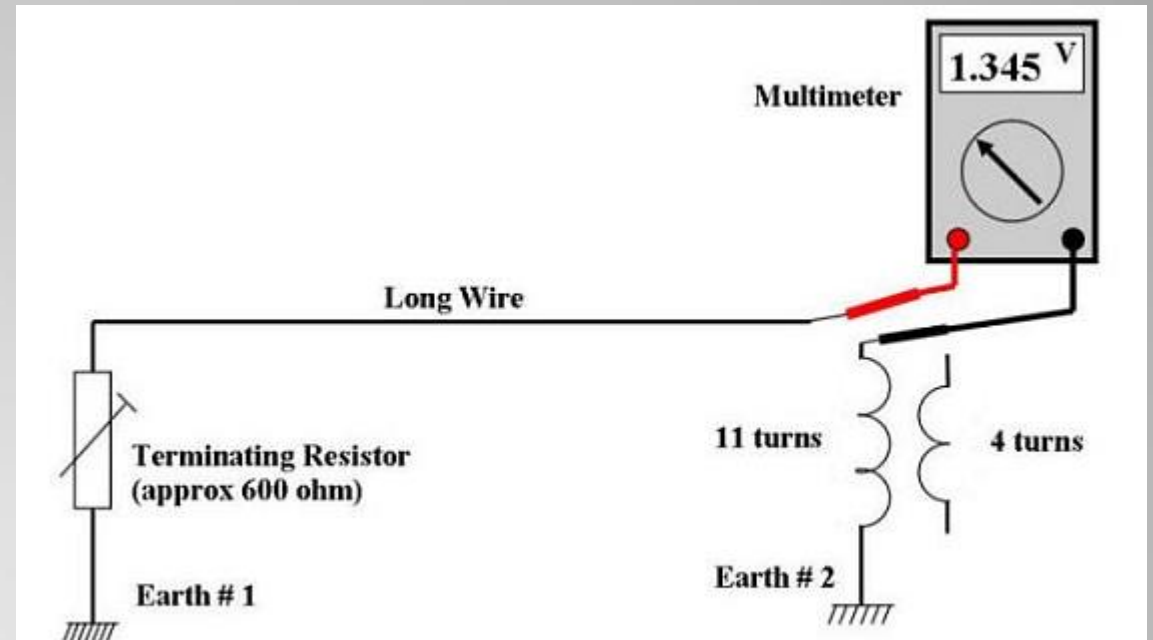 1.345 V
Multimeter
Long Wire
11 turns
4 turns
Terminating Resistor
(approx 600 ohm)
Earth # 1
Earth # 2